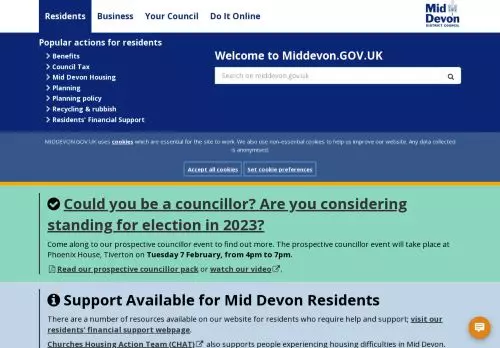 Residents Business Your Council Do It Online
Mid
Devon
DISTRICT COUNCIL
Popular actions for residents
Benefits
Council Tax
Mid Devon Housing
Planning
Planning policy
Recycling & rubbish
Residents' Financial Support
Welcome to Middevon.GOV.UK
Search on middevon.gov.uk
MIDDEVON.GOV.UK uses cookies which are essential for the site to work. We also use non-essential cookies to help us improve our website. Any data collected
is anonymised.
Accept all cookies Set cookie preferences
Could you be a councillor? Are you considering
standing for election in 2023?
Come along to our prospective councillor event to find out more. The prospective councillor event will take place at
Phoenix House, Tiverton on Tuesday 7 February, from 4pm to 7pm.
Read our prospective councillor pack or watch our video.
Support Available for Mid Devon Residents
There are a number of resources available on our website for residents who require help and support; visit our
residents' financial support webpage.
Churches Housing Action Team (CHAT) also supports people experiencing housing difficulties in Mid Devon.